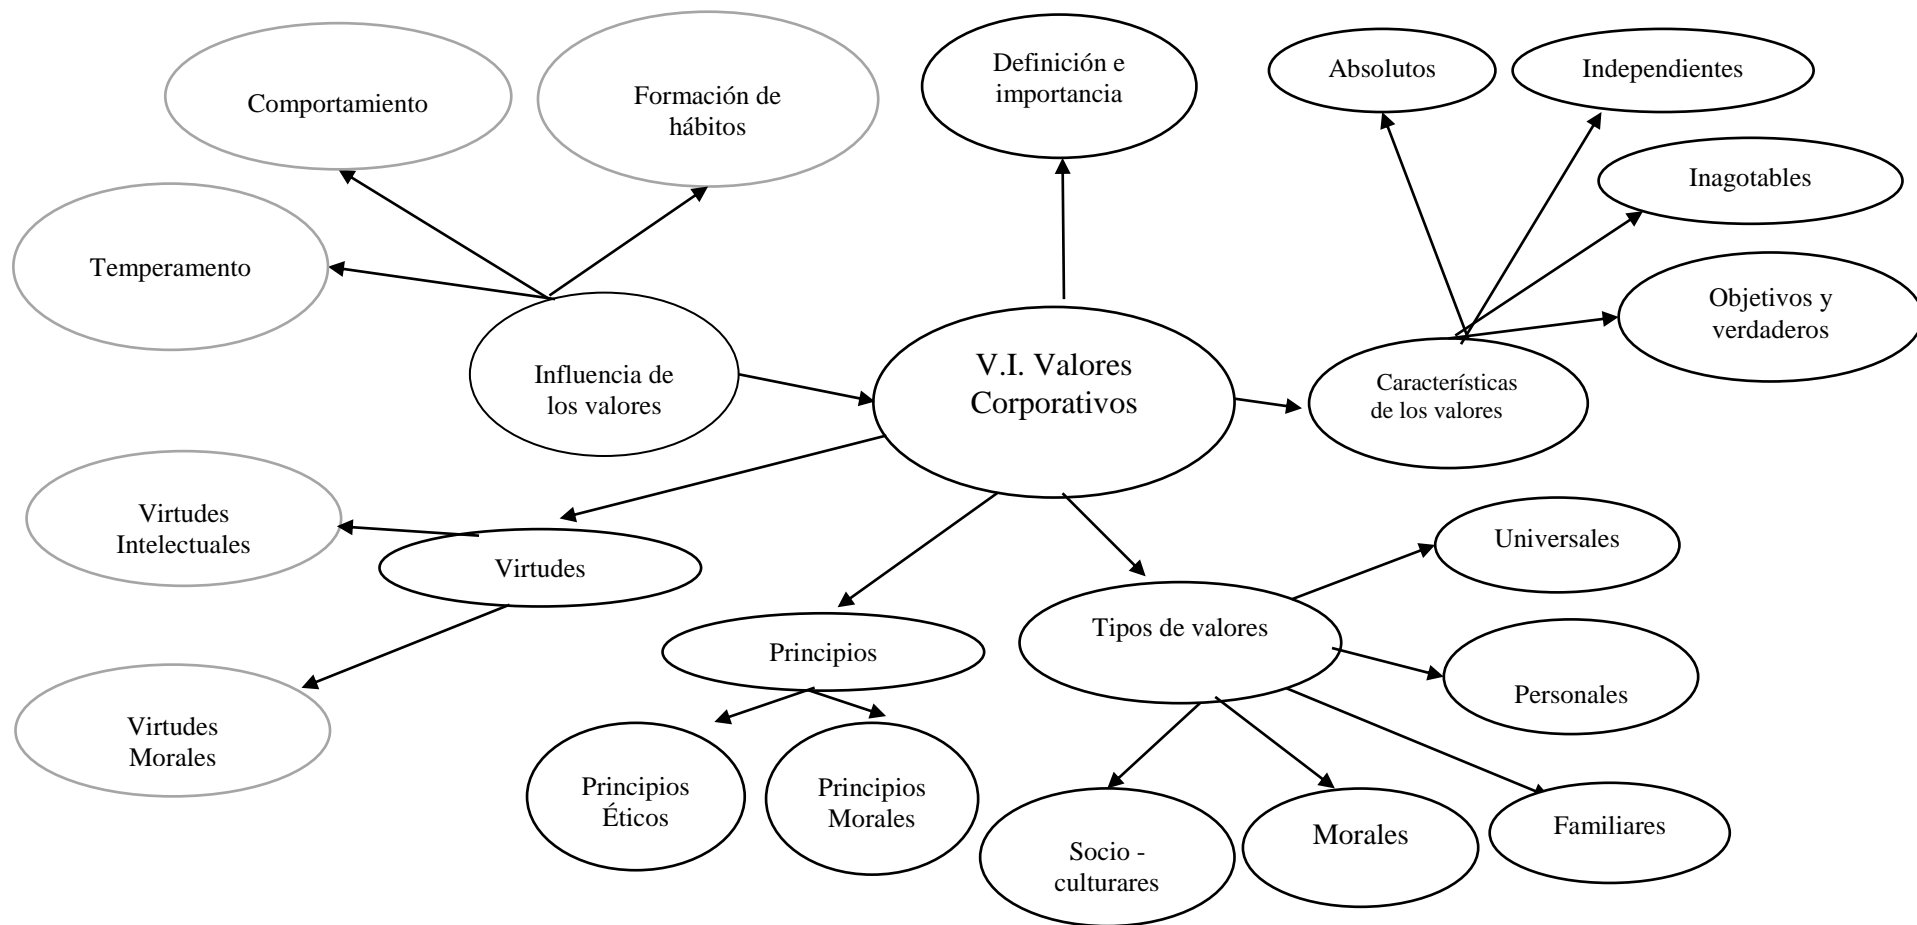 Comportamiento
Formación de
hábitos
Definición e
importancia
Absolutos
Independientes
Inagotables
Temperamento
Objetivos y
verdaderos
Influencia de
los valores
V.I. Valores
Corporativos
Características
de los valores
Virtudes
Intelectuales
Virtudes
Universales
Principios
Tipos de valores
Personales
Virtudes
Morales
Principios
Éticos
Principios
Morales
Socio -
culturares
Morales
Familiares